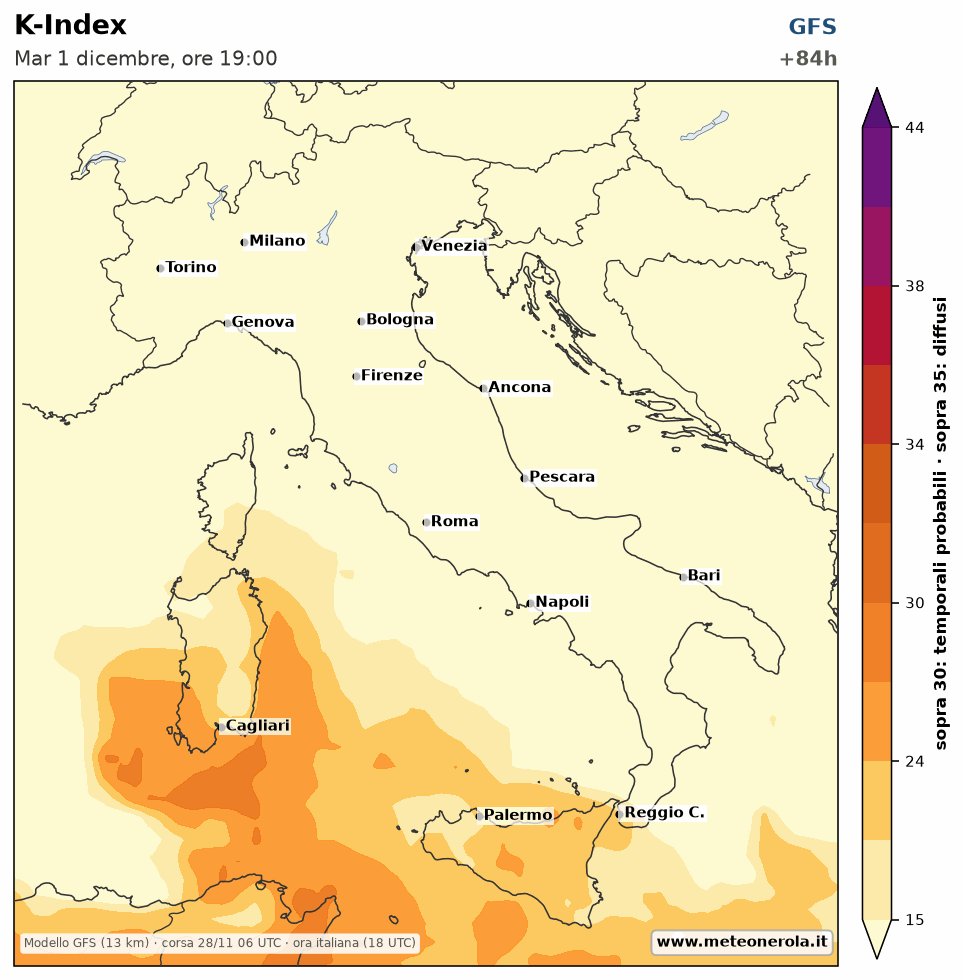 K-Index
GFS
Mar 1 dicembre, ore 19:00
+84h
Milano
Venezia
Torino
Genova
Bologna
Firenze
Ancona
Pescara
Roma
Bari
Napoli
Cagliari
Palermo
Reggio C.
44
38
34
30
24
15
sopra 30: temporali probabili · sopra 35: diffusi
Modello GFS (13 km) · corsa 28/11 06 UTC · ora italiana (18 UTC)
www.meteonerola.it